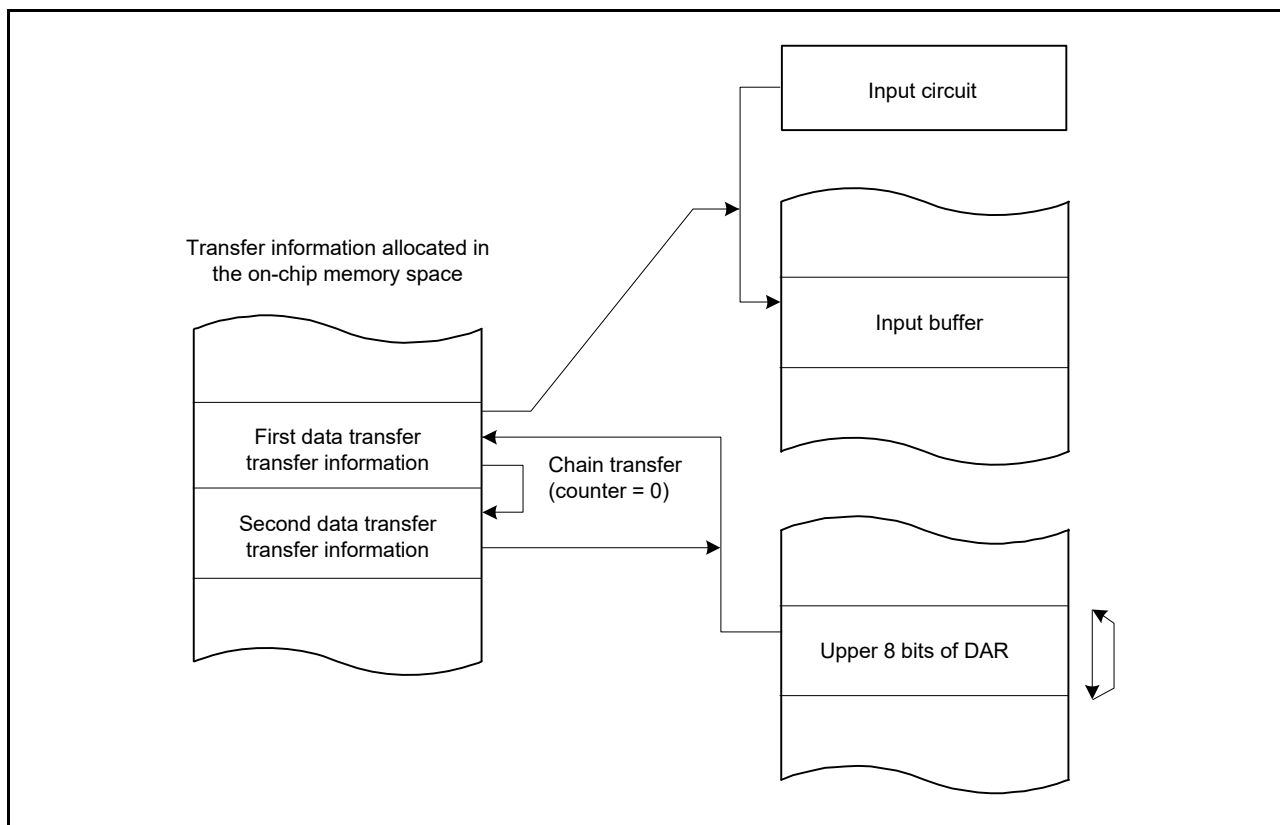 Input circuit
Transfer information allocated in
the on-chip memory space
Input buffer
First data transfer
transfer information
Chain transfer
(counter = 0)
Second data transfer
transfer information
Upper 8 bits of DAR